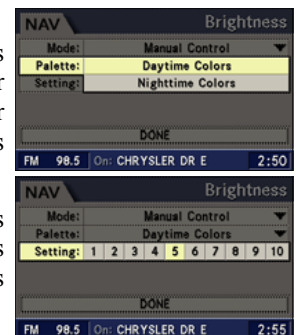 NAV Brightness
Mode: Manual Control
Palette: Daytime Colors
Setting: Nighttime Colors
DONE
FM 98.5 On: CHRYSLER DR E 2:50
NAV Brightness
Mode: Manual Control
Palette: Daytime Colors
Setting: 1 2 3 4 5 6 7 8 9 10
DONE
FM 98.5 On: CHRYSLER DR E 2:55